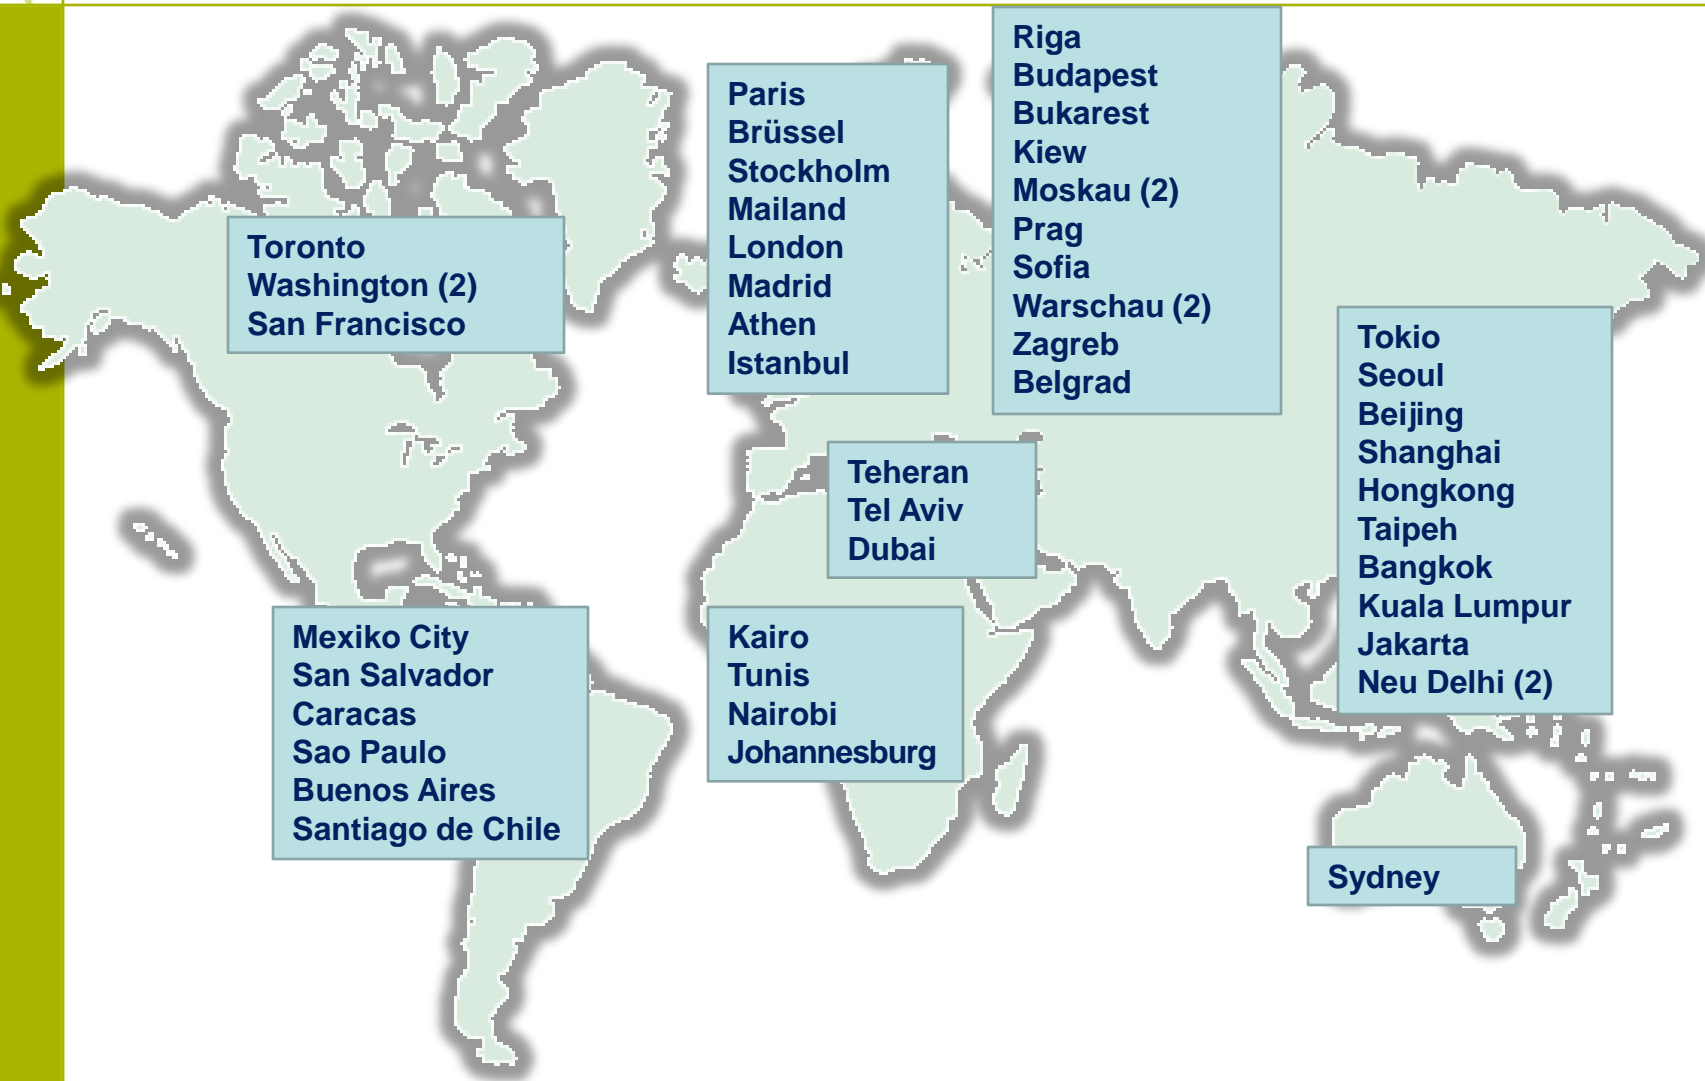 Toronto
Washington (2)
San Francisco
Paris
Brüssel
Stockholm
Mailand
London
Madrid
Athen
Istanbul
Riga
Budapest
Bukarest
Kiew
Moskau (2)
Prag
Sofia
Warschau (2)
Zagreb
Belgrad
Tokio
Seoul
Beijing
Shanghai
Hongkong
Taipeh
Bangkok
Kuala Lumpur
Jakarta
Neu Delhi (2)
Teheran
Tel Aviv
Dubai
Mexiko City
San Salvador
Caracas
Sao Paulo
Buenos Aires
Santiago de Chile
Kairo
Tunis
Nairobi
Johannesburg
Sydney